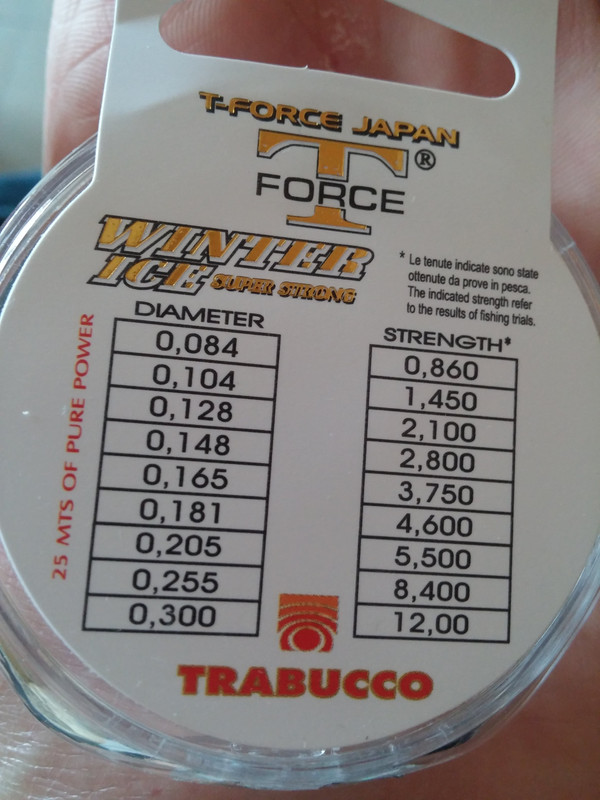 T-FORCE JAPAN
T
FORCE®
WINTER
ICE SUPER STRONG
* Le tenute indicate sono state
ottenute da prove in pesca.
The indicated strength refer
to the results of fishing trials.
25 MTS OF PURE POWER
DIAMETER
0,084
0,104
0,128
0,148
0,165
0,181
0,205
0,255
0,300
STRENGTH*
0,860
1,450
2,100
2,800
3,750
4,600
5,500
8,400
12,00
TRABUCCO